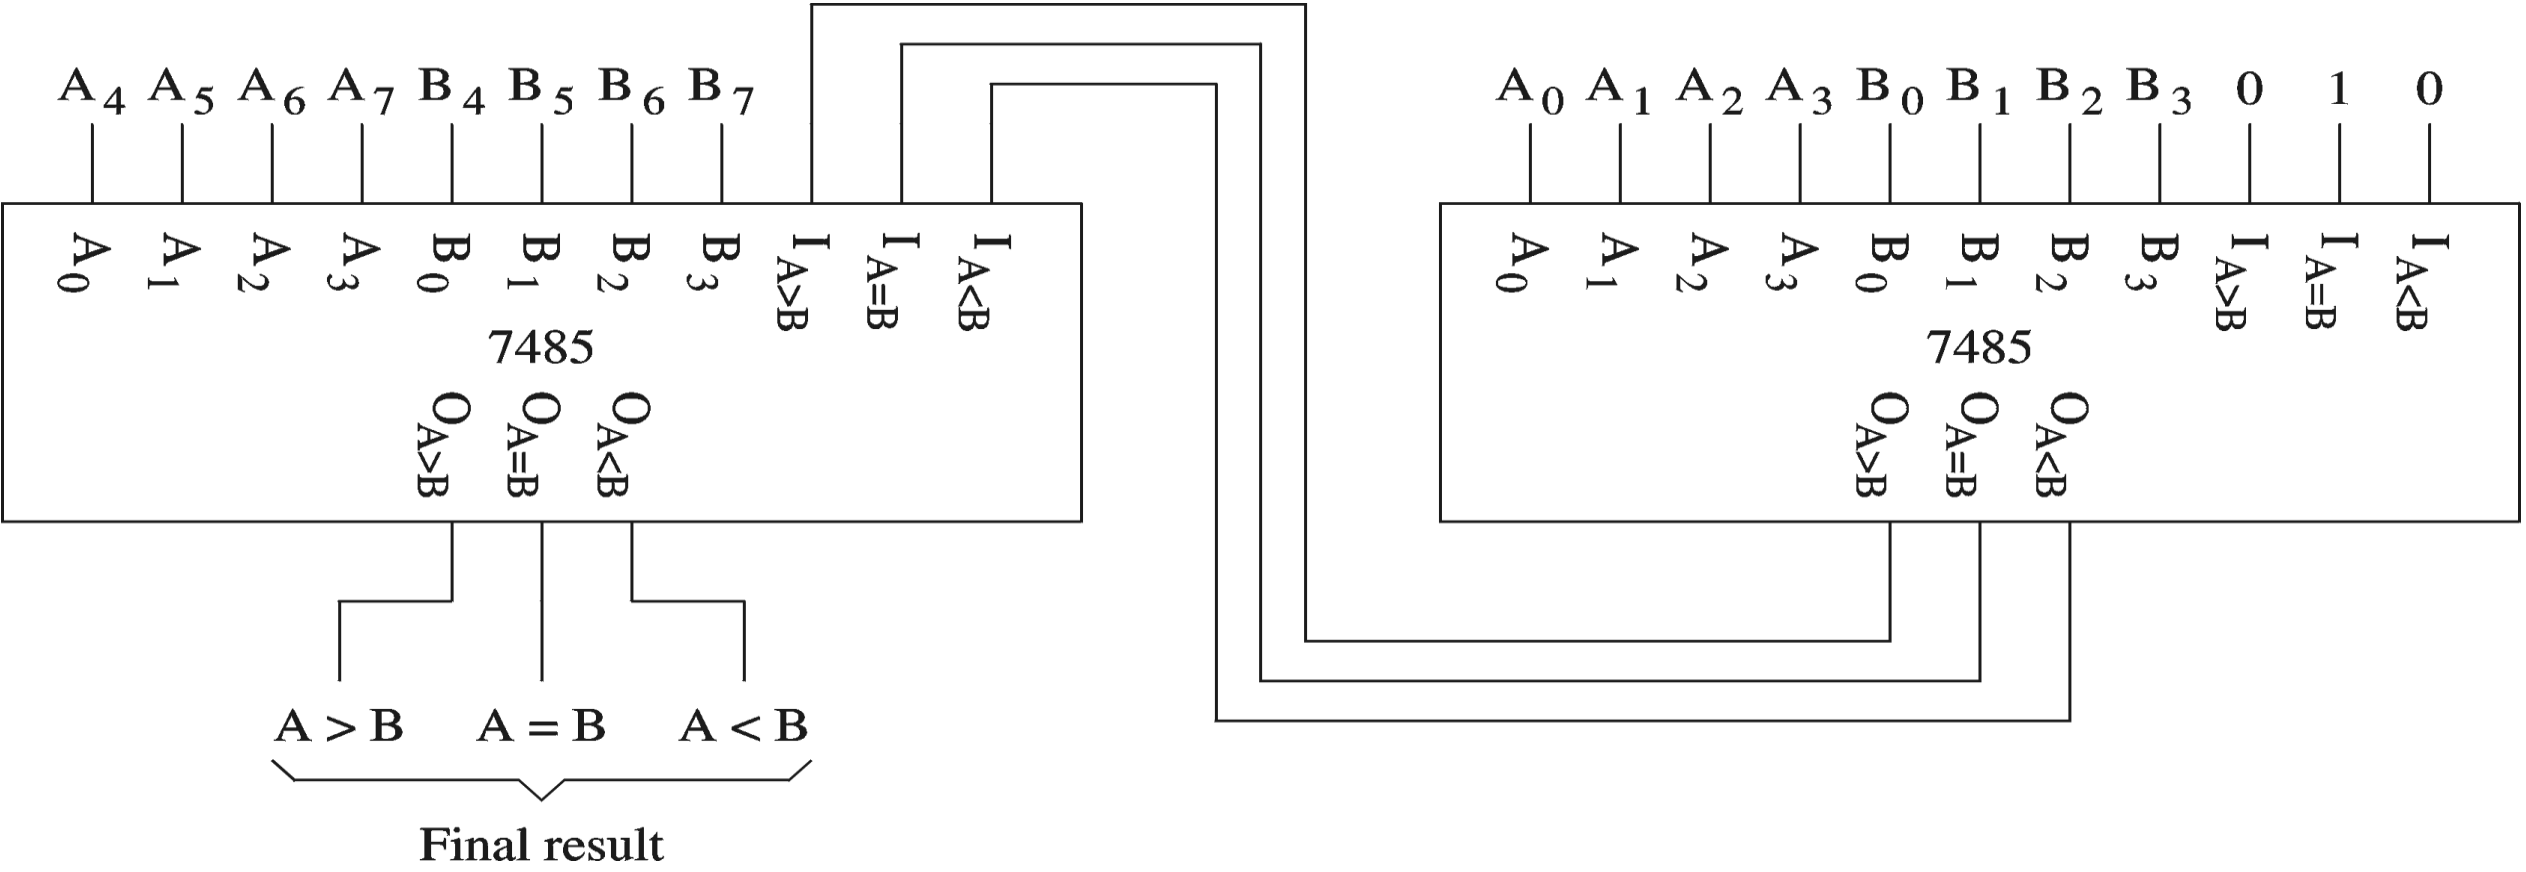 A4 A5 A6 A7 B4 B5 B6 B7
A0 A1 A2 A3 B0 B1 B2 B3 0 1 0
A0 A1 A2 A3 B0 B1 B2 B3 IA>B IA=B IA<B
7485
OA>B OA=B OA<B
A0 A1 A2 A3 B0 B1 B2 B3 IA>B IA=B IA<B
7485
OA>B OA=B OA<B
A > B A = B A < B
Final result